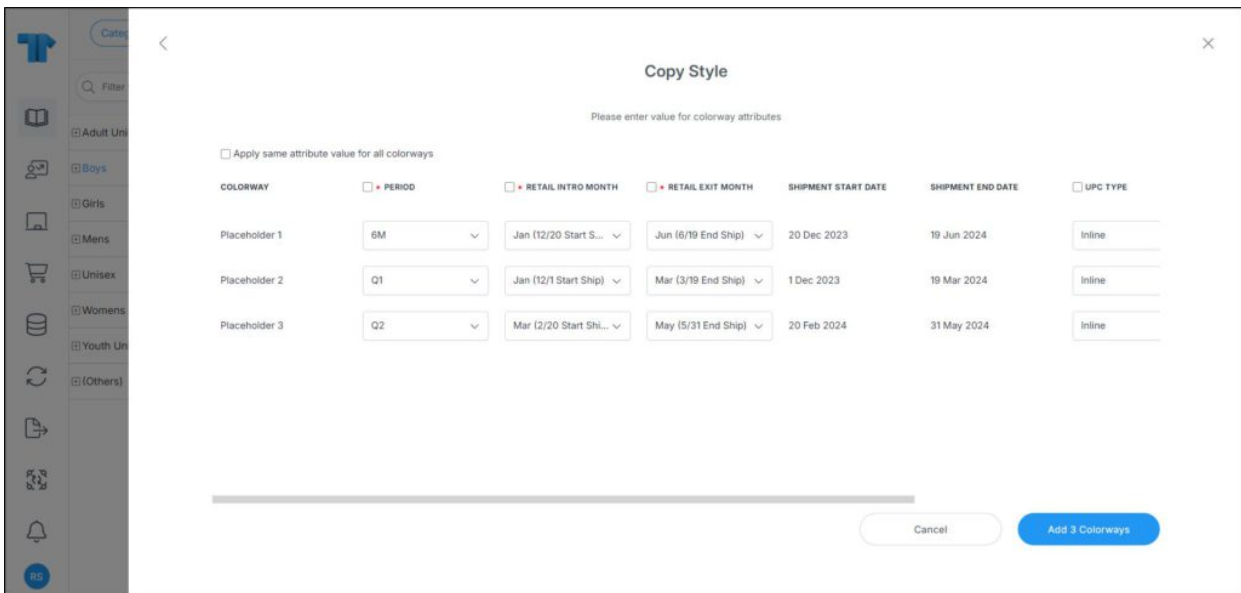 Categ
Filter
Adult Uni
Boys
Girls
Mens
Unisex
Womens
Youth Un
(Others)
RS
Copy Style
Please enter value for colorway attributes
Apply same attribute value for all colorways
COLORWAY * PERIOD * RETAIL INTRO MONTH * RETAIL EXIT MONTH SHIPMENT START DATE SHIPMENT END DATE UPC TYPE
Placeholder 1 6M Jan (12/20 Start S... Jun (6/19 End Ship) 20 Dec 2023 19 Jun 2024 Inline
Placeholder 2 Q1 Jan (12/1 Start Ship) Mar (3/19 End Ship) 1 Dec 2023 19 Mar 2024 Inline
Placeholder 3 Q2 Mar (2/20 Start Shi... May (5/31 End Ship) 20 Feb 2024 31 May 2024 Inline
Cancel Add 3 Colorways